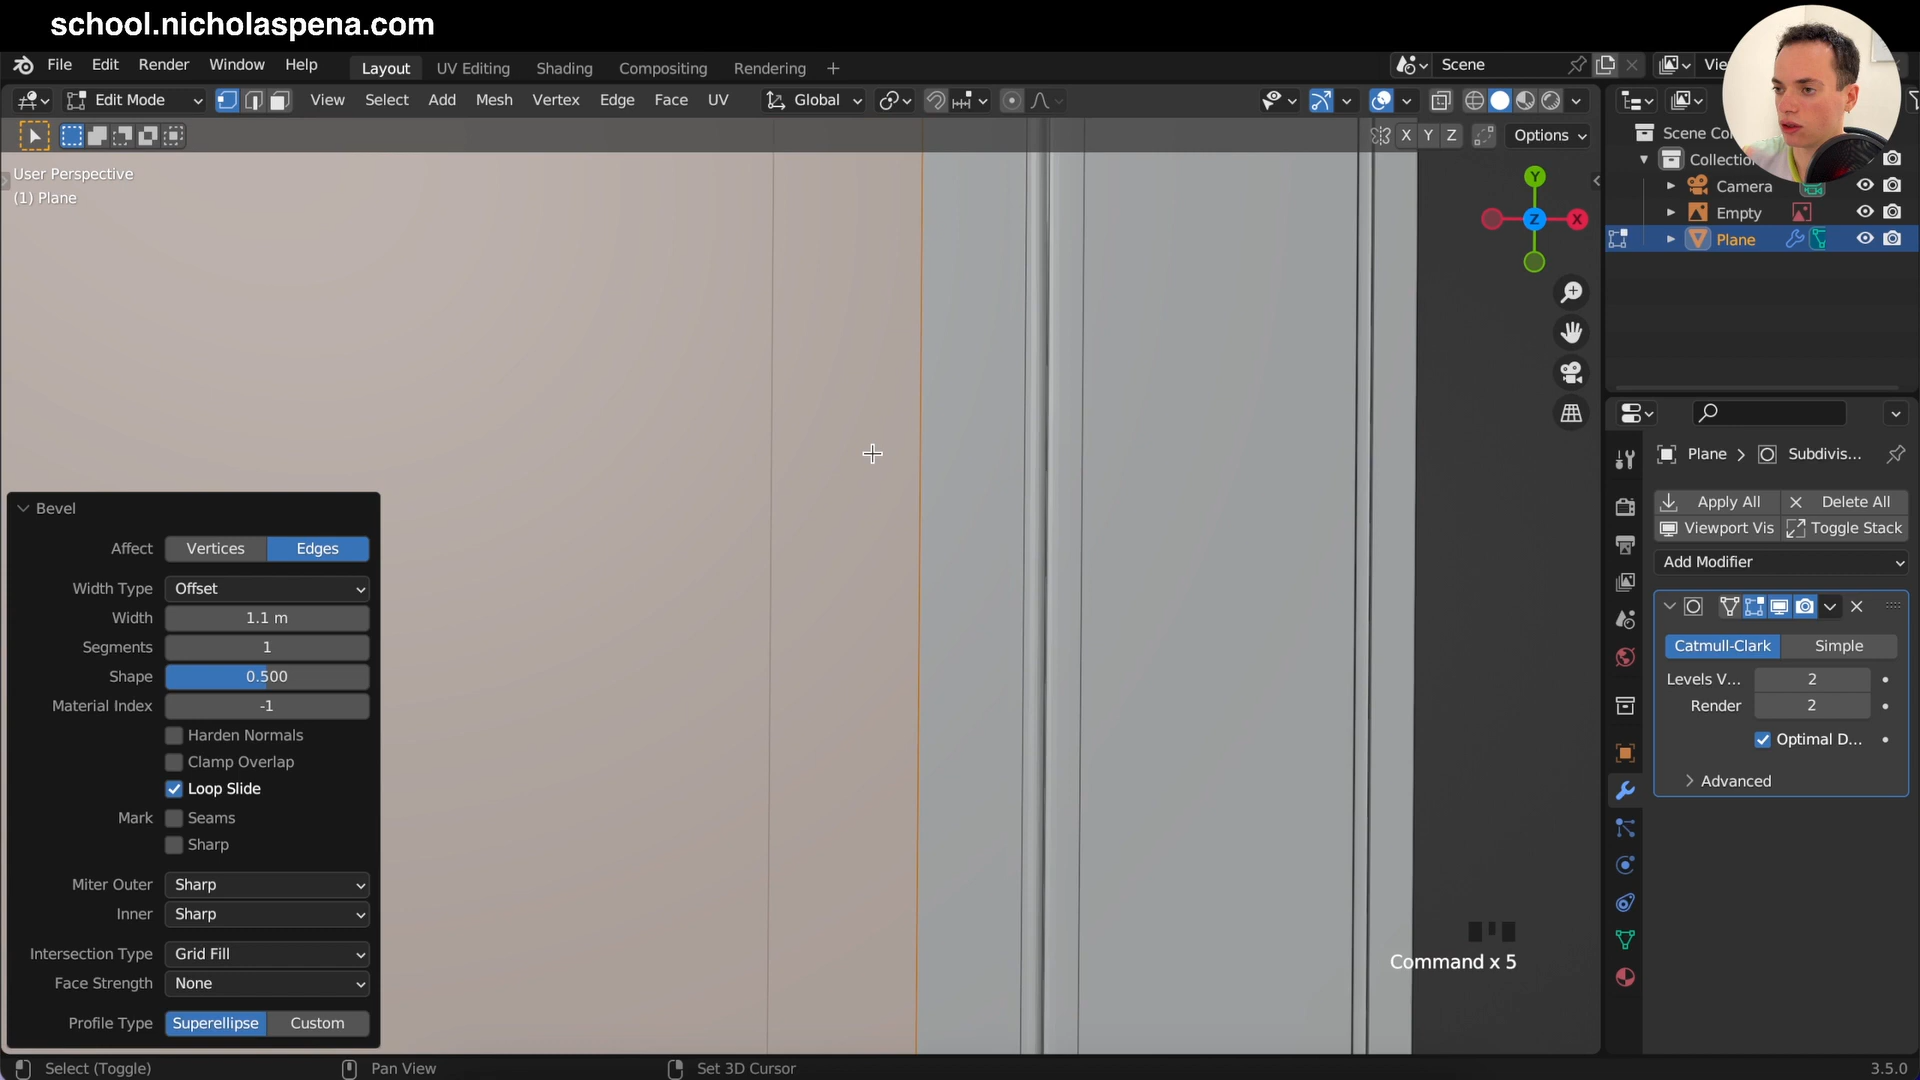 school.nicholaspena.com
File Edit Render Window Help Layout UV Editing Shading Compositing Rendering + Scene
Edit Mode View Select Add Mesh Vertex Edge Face UV Global
X Y Z Options
User Perspective
(1) Plane
Y
X
Z
Scene Co
Collection
Camera
Empty
Plane
Bevel
Affect Vertices Edges
Width Type Offset
Width 1.1 m
Segments 1
Shape 0.500
Material Index -1
Harden Normals
Clamp Overlap
Loop Slide
Mark Seams
Sharp
Miter Outer Sharp
Inner Sharp
Intersection Type Grid Fill
Face Strength None
Profile Type Superellipse Custom
Command x 5
Plane > Subdivis...
Apply All Delete All
Viewport Vis Toggle Stack
Add Modifier
Catmull-Clark Simple
Levels V... 2
Render 2
Optimal D...
Advanced
Select (Toggle) Pan View Set 3D Cursor 3.5.0